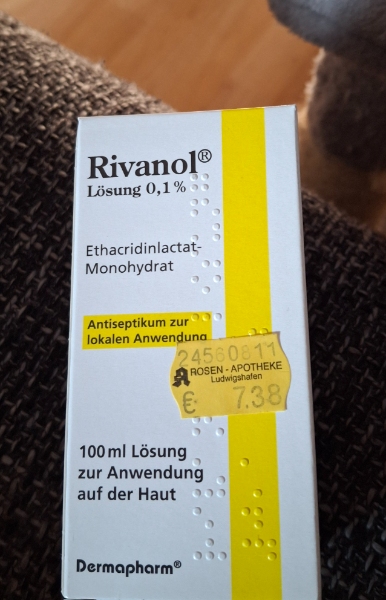 Rivanol®
Lösung 0,1%
Ethacridinlactat-
Monohydrat
Antiseptikum zur
lokalen Anwendung
24560811
ROSEN - APOTHEKE
Ludwigshafen
€ 7.38
100 ml Lösung
zur Anwendung
auf der Haut
Dermapharm®